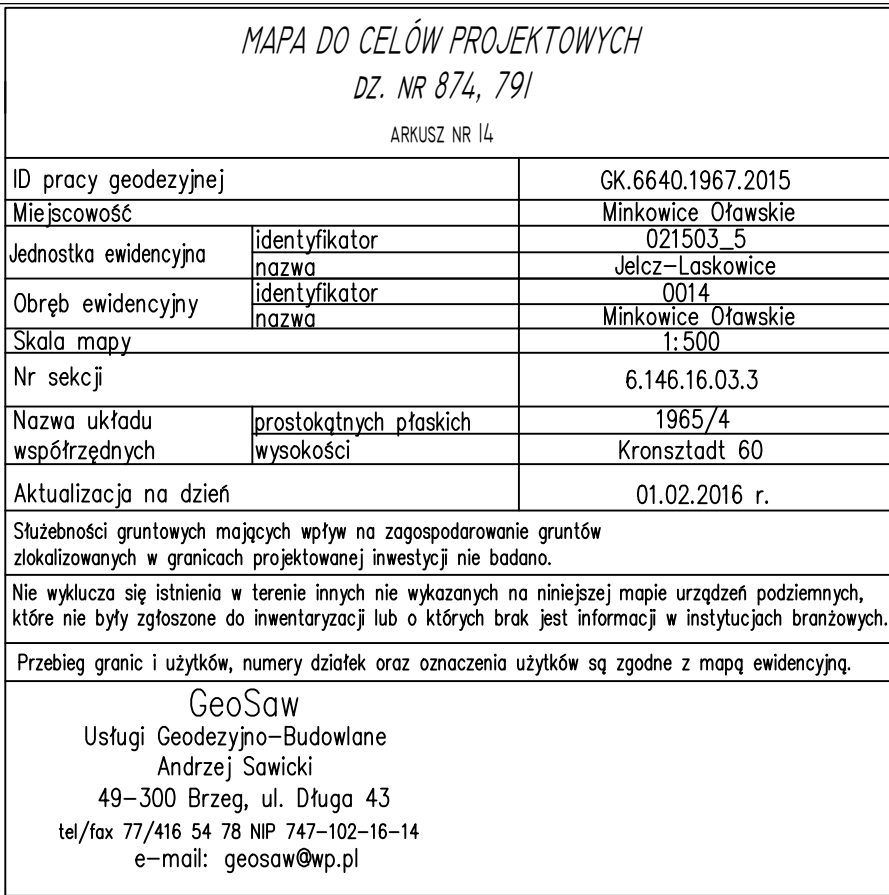 MAPA DO CELÓW PROJEKTOWYCH
DZ. NR 874, 791
ARKUSZ NR 14
ID pracy geodezyjnej GK.6640.1967.2015
Miejscowość Minkowice Oławskie
Jednostka ewidencyjna identyfikator 021503_5
nazwa Jelcz-Laskowice
Obręb ewidencyjny identyfikator 0014
nazwa Minkowice Oławskie
Skala mapy 1:500
Nr sekcji 6.146.16.03.3
Nazwa układu prostokątnych płaskich 1965/4
współrzędnych wysokości Kronsztadt 60
Aktualizacja na dzień 01.02.2016 r.
Służebności gruntowych mających wpływ na zagospodarowanie gruntów
zlokalizowanych w granicach projektowanej inwestycji nie badano.
Nie wyklucza się istnienia w terenie innych nie wykazanych na niniejszej mapie urządzeń podziemnych,
które nie były zgłoszone do inwentaryzacji lub o których brak jest informacji w instytucjach branżowych.
Przebieg granic i użytków, numery działek oraz oznaczenia użytków są zgodne z mapą ewidencyjną.
GeoSaw
Usługi Geodezyjno-Budowlane
Andrzej Sawicki
49-300 Brzeg, ul. Długa 43
tel/fax 77/416 54 78 NIP 747-102-16-14
e-mail: geosaw@wp.pl